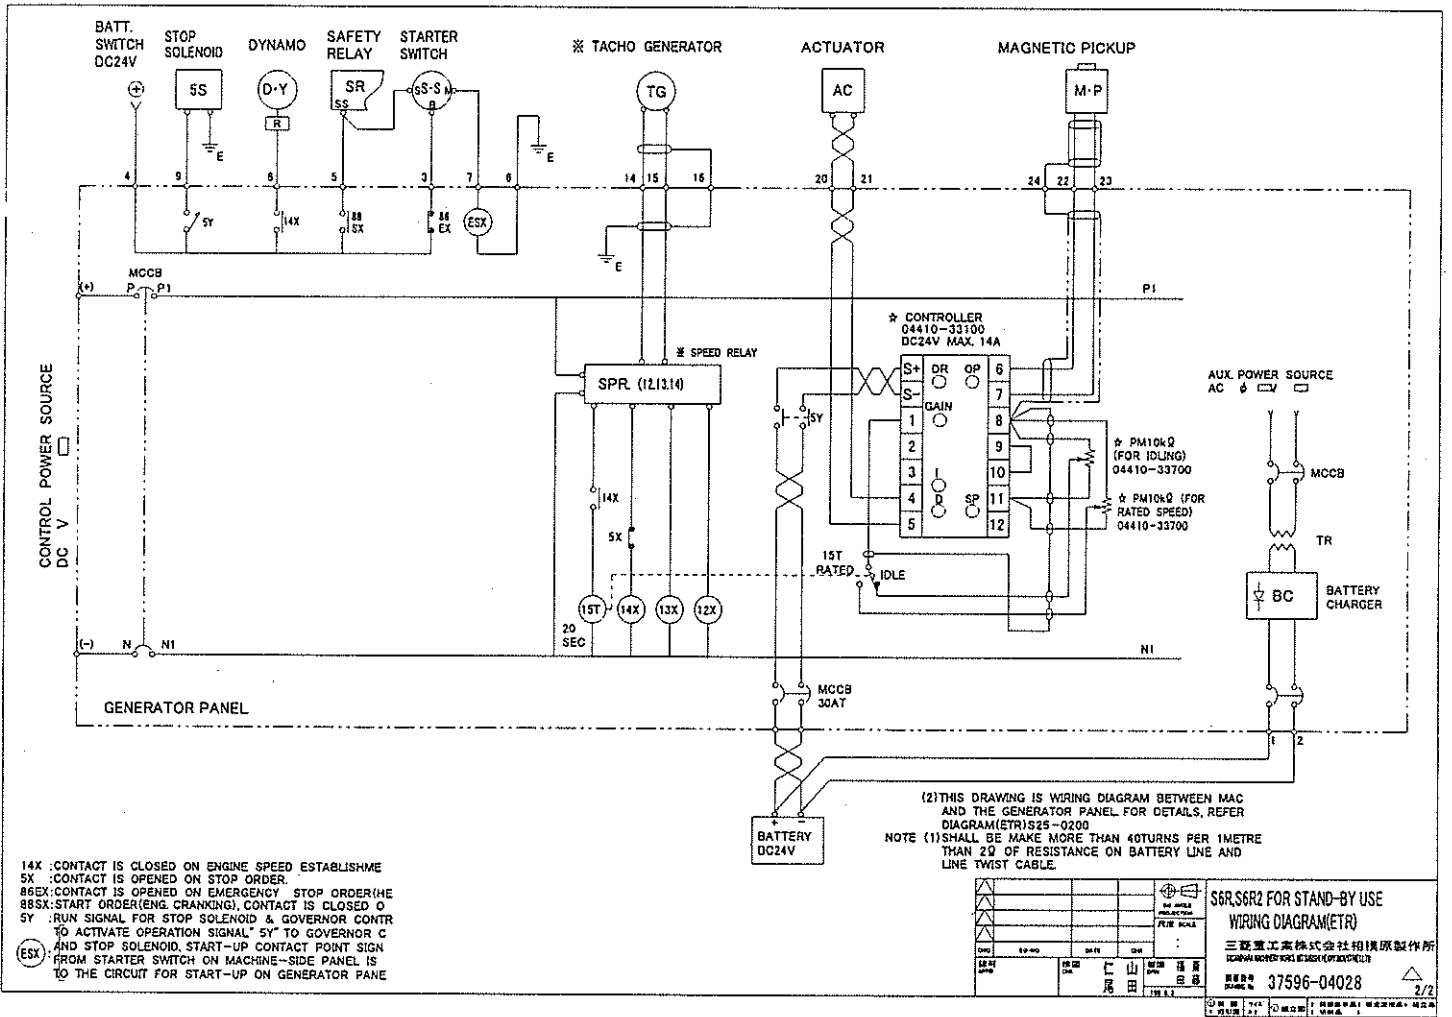 BATT.
SWITCH
DC24V
STOP
SOLENOID
DYNAMO
SAFETY
RELAY
STARTER
SWITCH
※ TACHO GENERATOR
ACTUATOR
MAGNETIC PICKUP
5S
D·Y
R
SR
SS
SS-S M
B
TG
AC
M·P
E
E
4 9 6 5 3 7 6 14 15 16 20 21 24 22 23
5Y
14X
88
SX
86
EX
ESX
E
MCCB
(+) P P1
P1
☆ CONTROLLER
04410-33100
DC24V MAX. 14A
※ SPEED RELAY
SPR. (12.13.14)
S+ DR OP 6
S- 7
GAIN
1 8
2 9
3 I 10
4 D SP 11
5 12
5Y
☆ PM10kΩ
(FOR IDLING)
04410-33700
☆ PM10kΩ (FOR
RATED SPEED)
04410-33700
AUX. POWER SOURCE
AC
MCCB
TR
BC
BATTERY
CHARGER
CONTROL POWER SOURCE
DC V
14X
5X
15T
RATED
IDLE
15T
14X
13X
12X
20
SEC
(-) N N1
N1
GENERATOR PANEL
MCCB
30AT
1 2
+ -
BATTERY
DC24V
(2)THIS DRAWING IS WIRING DIAGRAM BETWEEN MAC
AND THE GENERATOR PANEL FOR DETAILS, REFER
DIAGRAM(ETR)S25-0200
NOTE (1)SHALL BE MAKE MORE THAN 40TURNS PER 1METRE
THAN 2Ω OF RESISTANCE ON BATTERY LINE AND
LINE TWIST CABLE.
14X :CONTACT IS CLOSED ON ENGINE SPEED ESTABLISHME
5X :CONTACT IS OPENED ON STOP ORDER.
86EX:CONTACT IS OPENED ON EMERGENCY STOP ORDER(HE
88SX:START ORDER(ENG. CRANKING), CONTACT IS CLOSED O
5Y :RUN SIGNAL FOR STOP SOLENOID & GOVERNOR CONTR
TO ACTIVATE OPERATION SIGNAL" 5Y" TO GOVERNOR C
AND STOP SOLENOID, START-UP CONTACT POINT SIGN
ESX :FROM STARTER SWITCH ON MACHINE-SIDE PANEL IS
TO THE CIRCUIT FOR START-UP ON GENERATOR PANE
S6R,S6R2 FOR STAND-BY USE
WIRING DIAGRAM(ETR)
三菱重工業株式会社相模原製作所
37596-04028
2/2
仁尾
山田